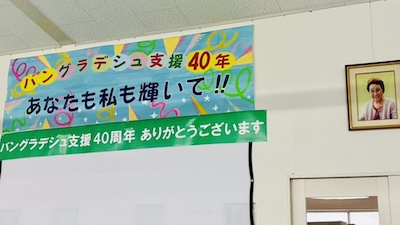 バングラデシュ支援40年
あなたも私も輝いて!!
バングラデシュ支援40周年 ありがとうございます